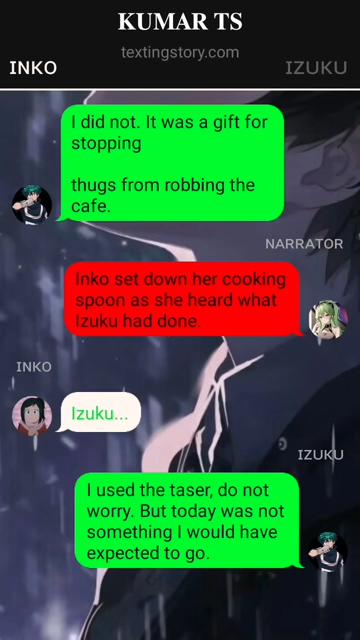 KUMAR TS
textingstory.com
INKO
IZUKU
I did not. It was a gift for
stopping
thugs from robbing the
cafe.
NARRATOR
Inko set down her cooking
spoon as she heard what
Izuku had done.
INKO
Izuku...
IZUKU
I used the taser, do not
worry. But today was not
something I would have
expected to go.